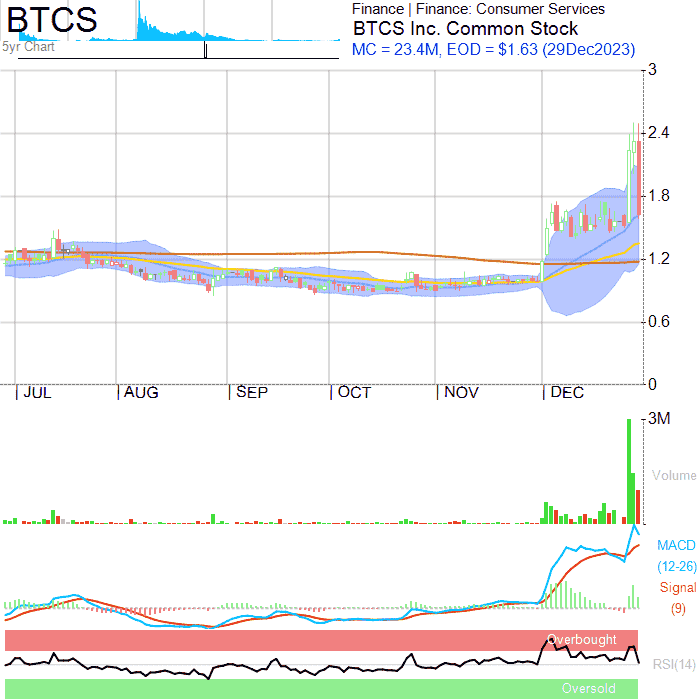 BTCS
5yr Chart
Finance | Finance: Consumer Services
BTCS Inc. Common Stock
MC = 23.4M, EOD = $1.63 (29Dec2023)
3
2.4
1.8
1.2
0.6
0
JUL AUG SEP OCT NOV DEC
3M
Volume
MACD
(12-26)
Signal
(9)
Overbought
RSI(14)
Oversold